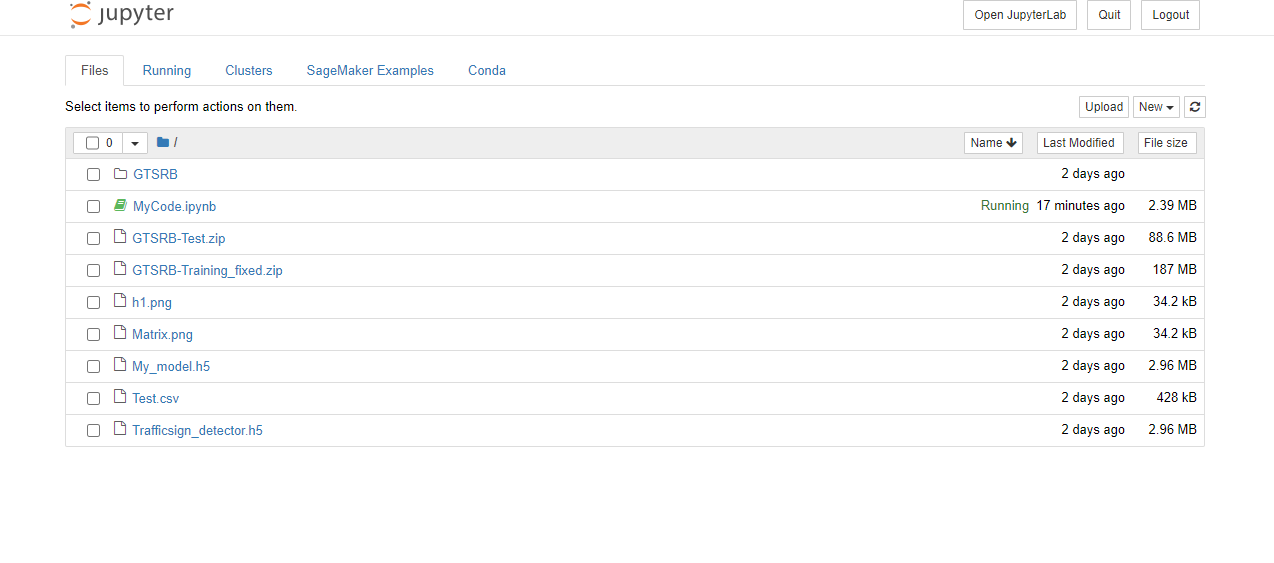 jupyter Open JupyterLab Quit Logout
Files Running Clusters SageMaker Examples Conda
Select items to perform actions on them. Upload New
0 / Name Last Modified File size
GTSRB 2 days ago
MyCode.ipynb Running 17 minutes ago 2.39 MB
GTSRB-Test.zip 2 days ago 88.6 MB
GTSRB-Training_fixed.zip 2 days ago 187 MB
h1.png 2 days ago 34.2 kB
Matrix.png 2 days ago 34.2 kB
My_model.h5 2 days ago 2.96 MB
Test.csv 2 days ago 428 kB
Trafficsign_detector.h5 2 days ago 2.96 MB